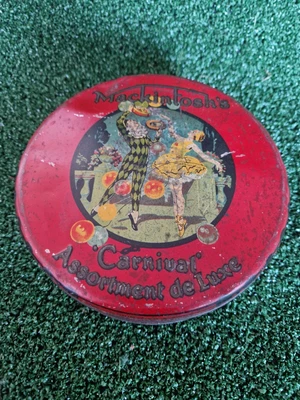 Mackintosh's
Carnival
Assortment de Luxe